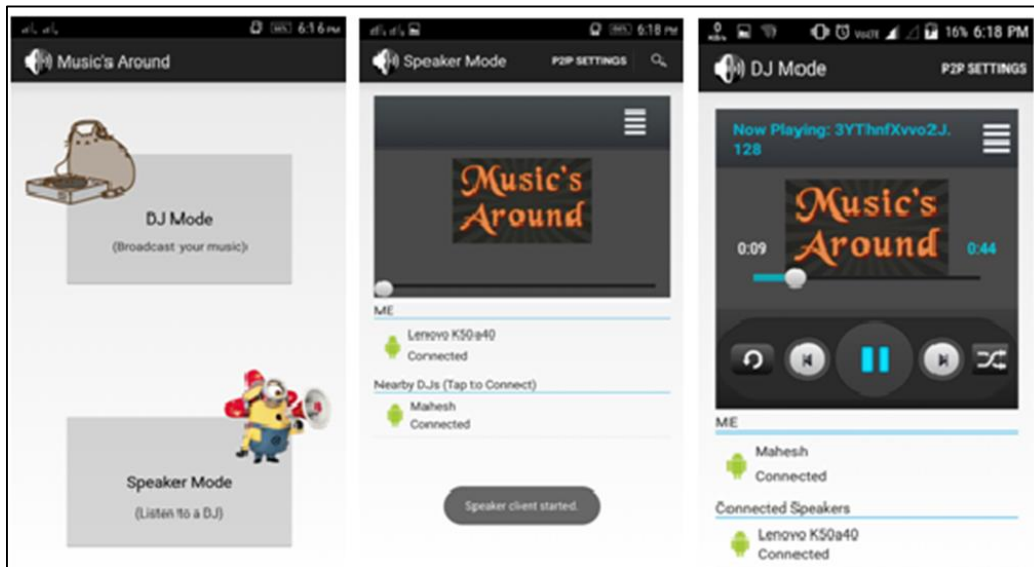 6:16 PM
Music's Around
DJ Mode
(Broadcast your music)
Speaker Mode
(Listen to a DJ)
6:18 PM
Speaker Mode
P2P SETTINGS
Music's
Around
ME
Lenovo K50a40
Connected
Nearby DJs (Tap to Connect)
Mahesh
Connected
Speaker client started.
16% 6:18 PM
DJ Mode
P2P SETTINGS
Now Playing: 3YThnfXvvo2J.
128
Music's
Around
0:09
0:44
ME
Mahesh
Connected
Connected Speakers
Lenovo K50a40
Connected